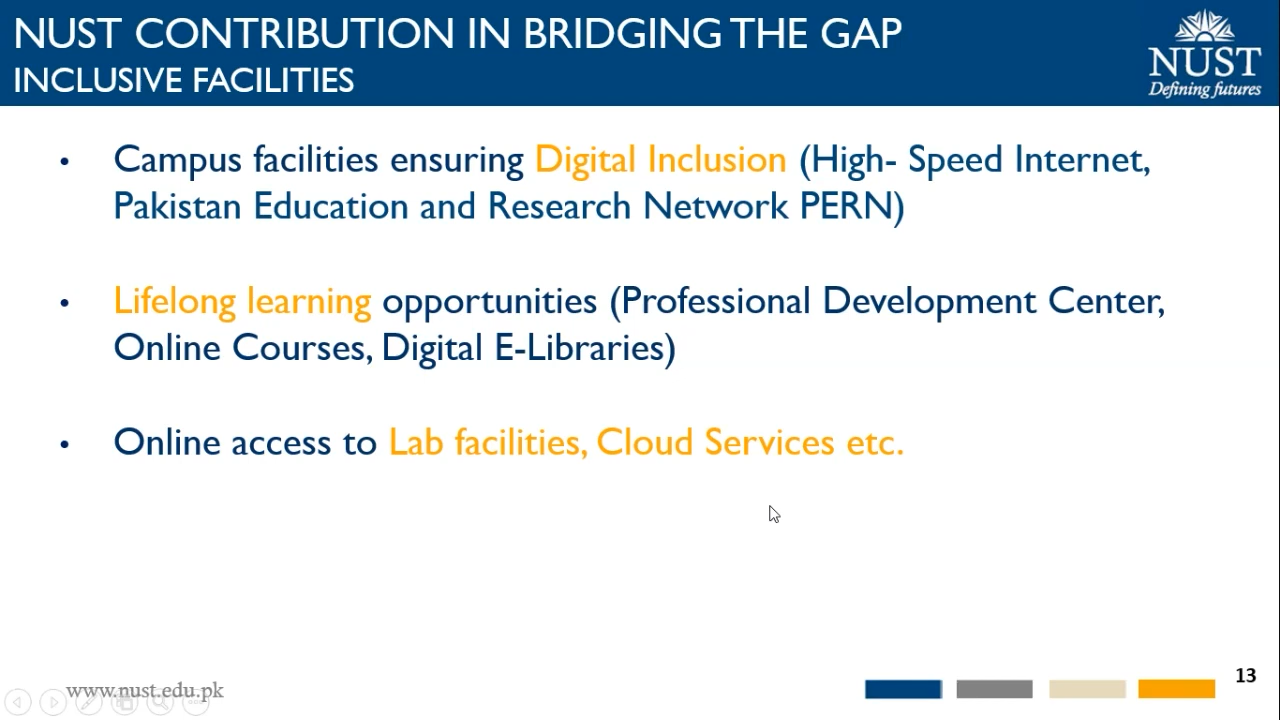 NUST CONTRIBUTION IN BRIDGING THE GAP
INCLUSIVE FACILITIES
NUST
Defining futures
• Campus facilities ensuring Digital Inclusion (High- Speed Internet,
Pakistan Education and Research Network PERN)
• Lifelong learning opportunities (Professional Development Center,
Online Courses, Digital E-Libraries)
• Online access to Lab facilities, Cloud Services etc.
www.nust.edu.pk
13